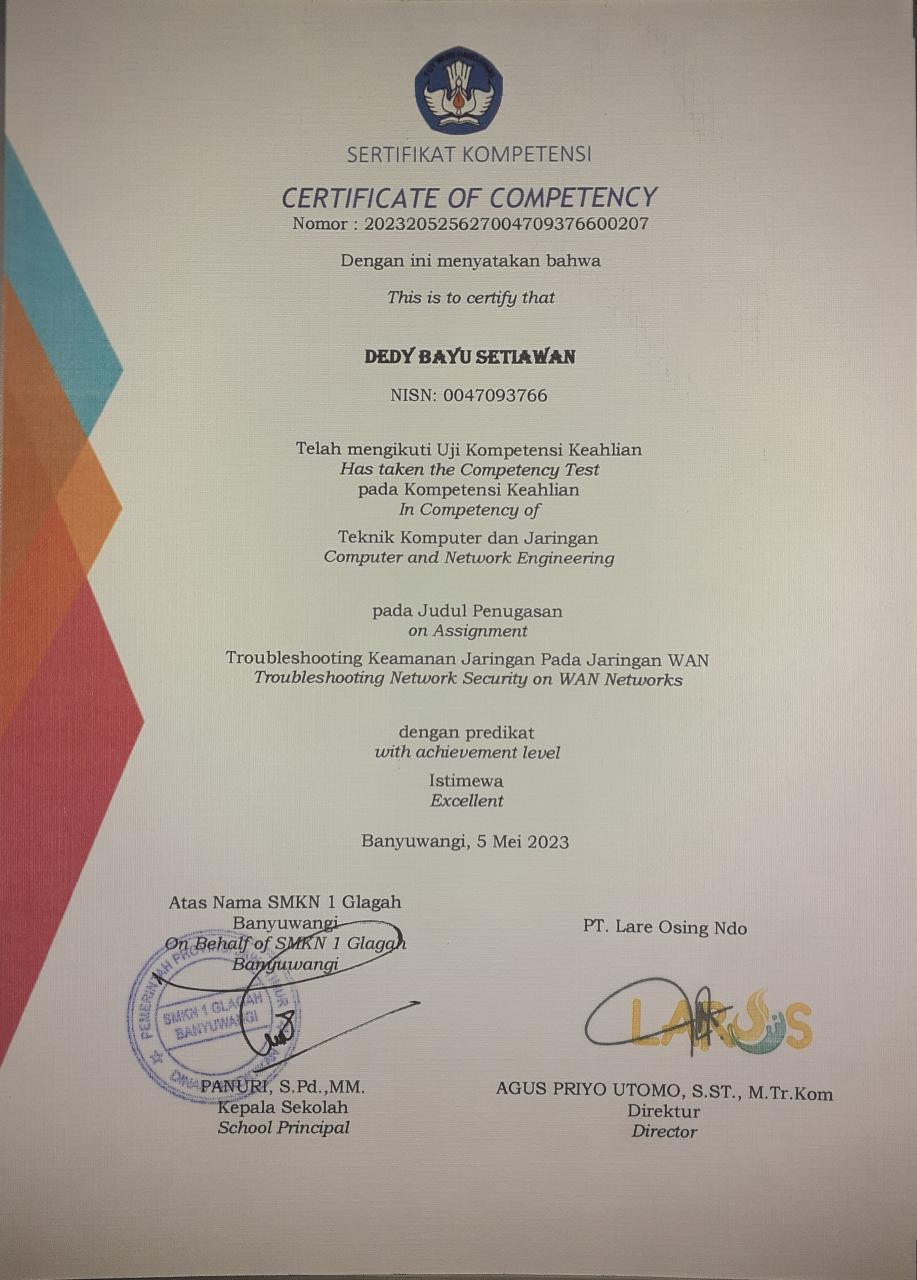 SERTIFIKAT KOMPETENSI
CERTIFICATE OF COMPETENCY
Nomor : 202320525627004709376600207
Dengan ini menyatakan bahwa
This is to certify that
DEDY BAYU SETIAWAN
NISN: 0047093766
Telah mengikuti Uji Kompetensi Keahlian
Has taken the Competency Test
pada Kompetensi Keahlian
In Competency of
Teknik Komputer dan Jaringan
Computer and Network Engineering
pada Judul Penugasan
on Assignment
Troubleshooting Keamanan Jaringan Pada Jaringan WAN
Troubleshooting Network Security on WAN Networks
dengan predikat
with achievement level
Istimewa
Excellent
Banyuwangi, 5 Mei 2023
Atas Nama SMKN 1 Glagah
Banyuwangi
On Behalf of SMKN 1 Glagah
Banyuwangi
PEMERINTAH PROVINSI JAWA TIMUR
SMKN 1 GLAGAH
BANYUWANGI
DINAS PENDIDIKAN
PANURI, S.Pd.,MM.
Kepala Sekolah
School Principal
PT. Lare Osing Ndo
LAROS
AGUS PRIYO UTOMO, S.ST., M.Tr.Kom
Direktur
Director